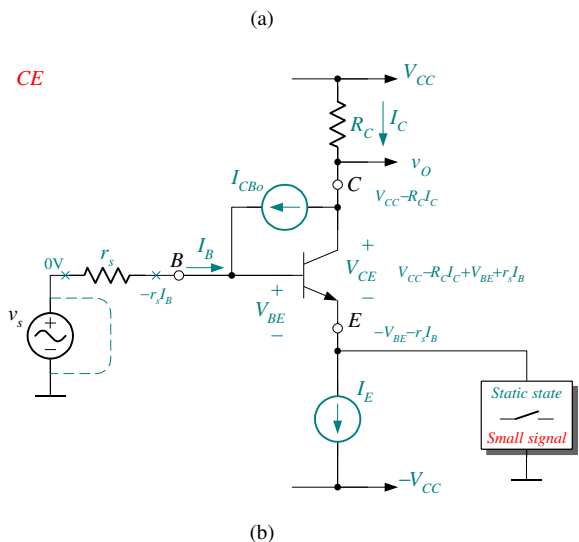 (a)
CE
V_CC
R_C
I_C
v_O
I_CBo
C
V_CC−R_CI_C
0V
r_s
B
I_B
−r_sI_B
+
V_BE
−
+
V_CE
−
V_CC−R_CI_C+V_BE+r_sI_B
v_s
+
−
E
−V_BE−r_sI_B
I_E
Static state
Small signal
−V_CC
(b)